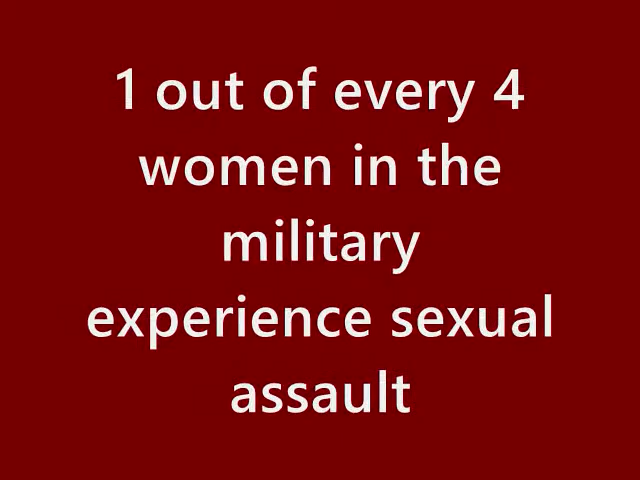 1 out of every 4
women in the
military
experience sexual
assault